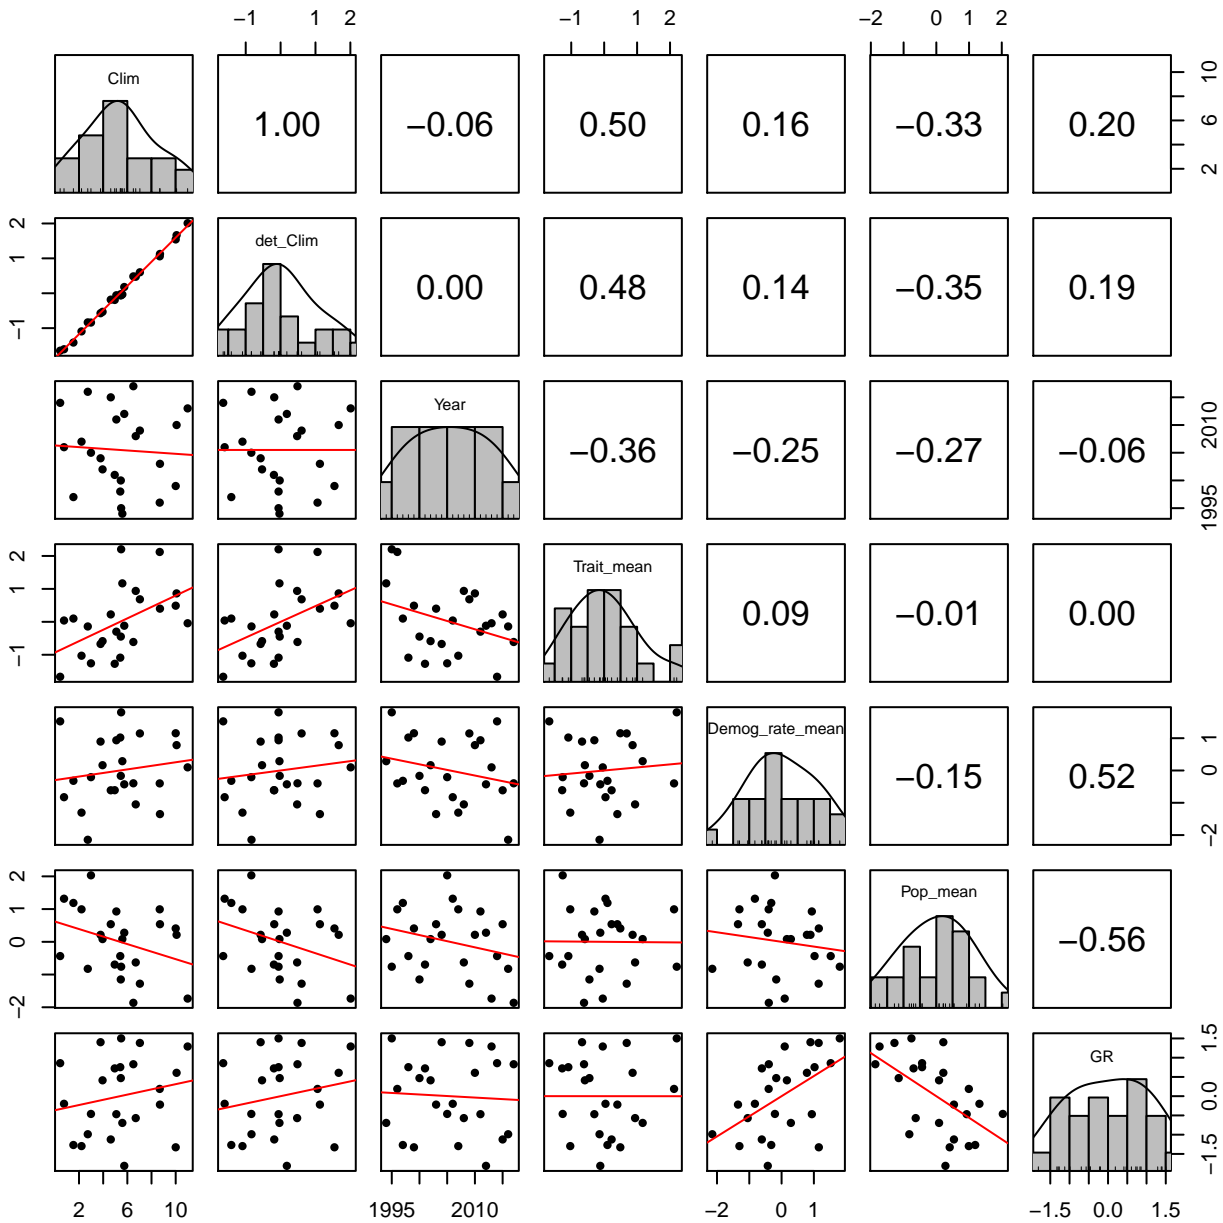 −1 1 2 −1 1 2 −2 0 2
Clim 1.00 −0.06 0.50 0.16 −0.33 0.20 2 6 10
−1 1 2 det_Clim 0.00 0.48 0.14 −0.35 0.19
Year −0.36 −0.25 −0.27 −0.06 1995 2010
−1 0 1 2 Trait_mean 0.09 −0.01 0.00
Demog_rate_mean −0.15 0.52 −2 0 1
−2 0 1 2 Pop_mean −0.56
GR −1.5 0.0 1.5
2 6 10 1995 2010 −2 0 −1.5 0.0 1.5